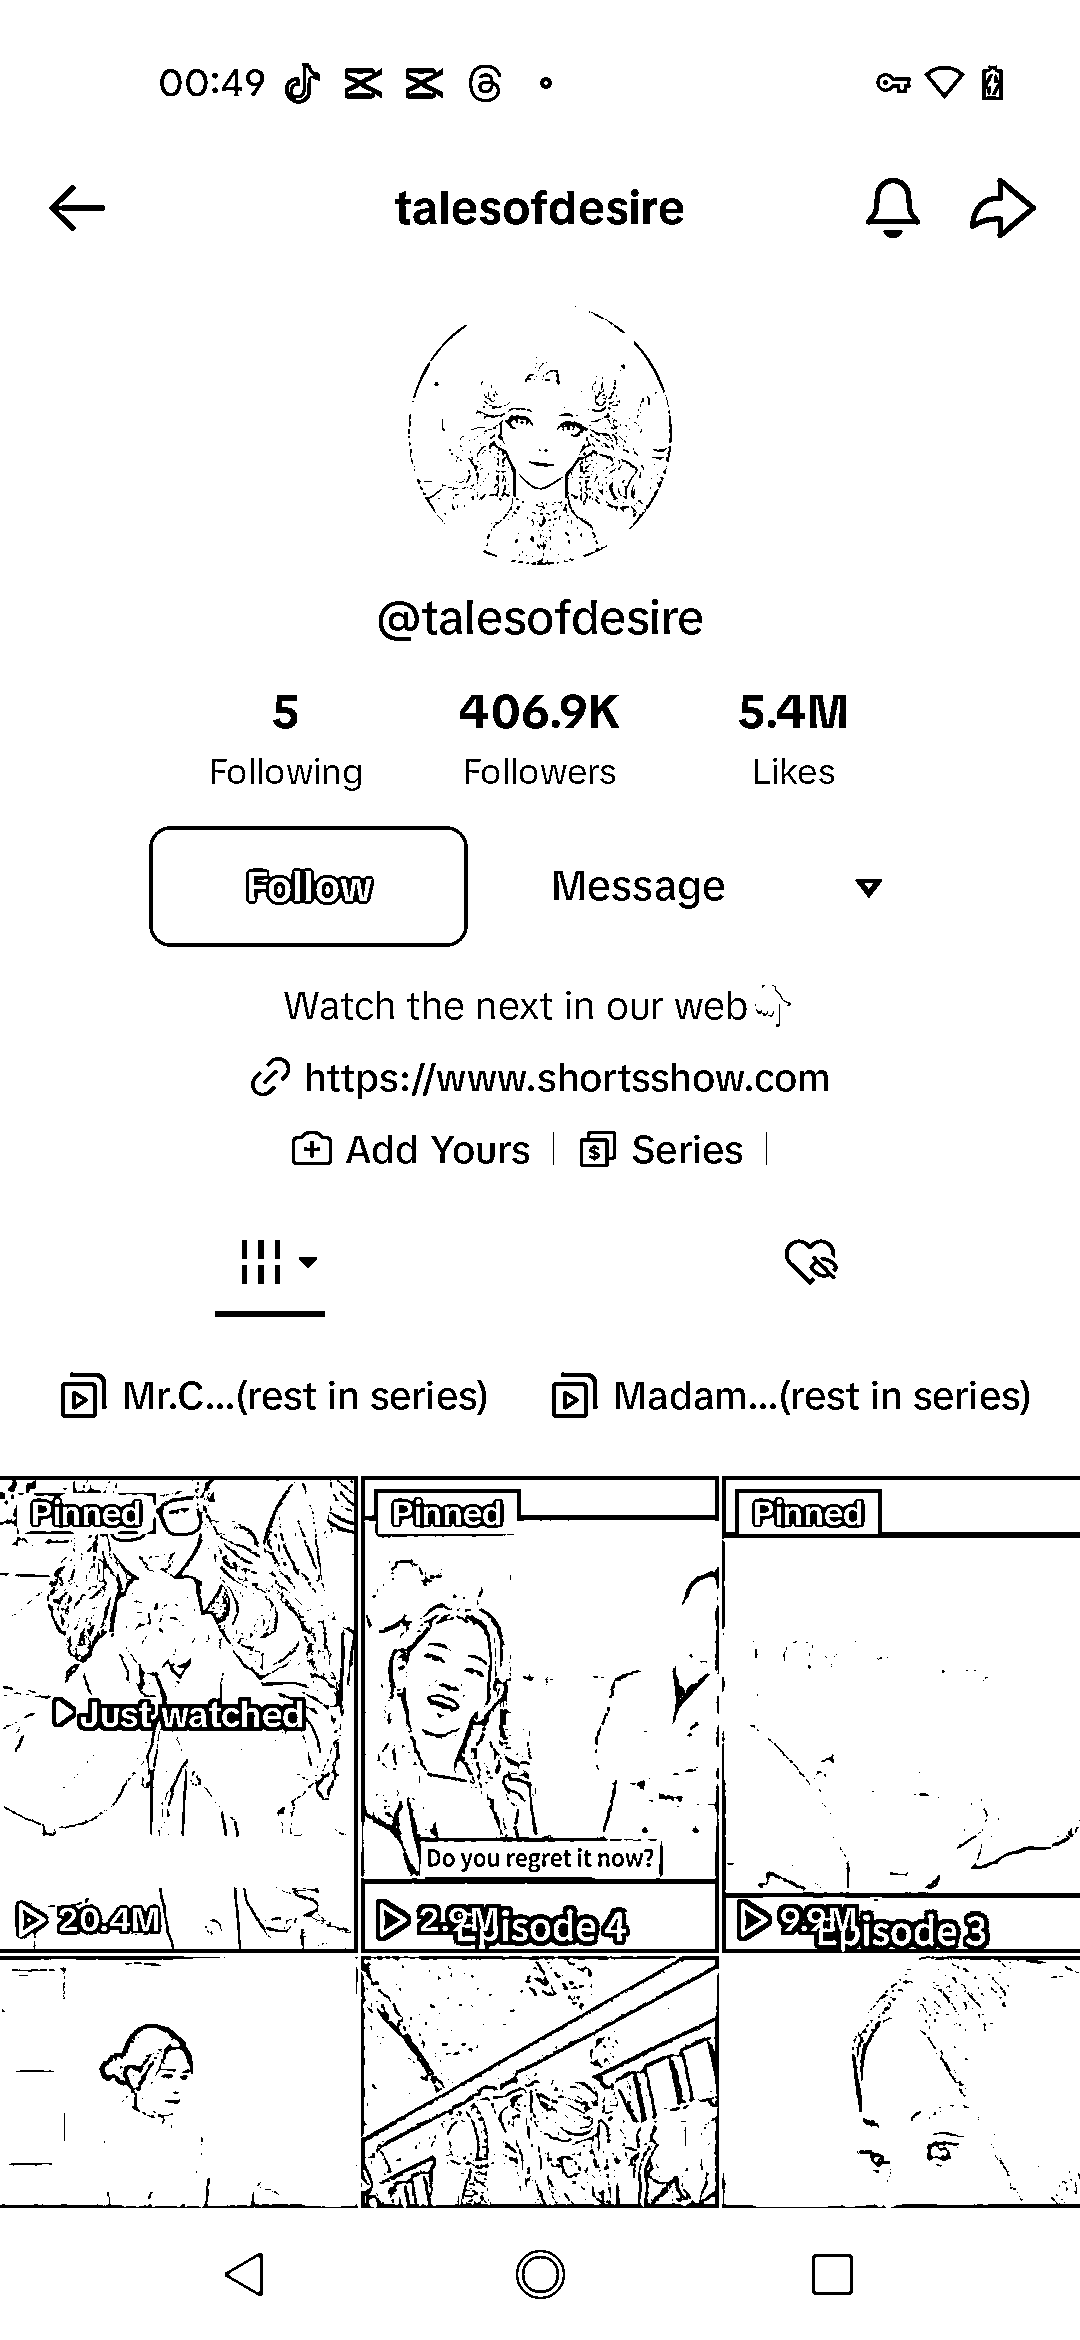 00:49
talesofdesire
@talesofdesire
5 406.9K 5.4M
Following Followers Likes
Follow Message
Watch the next in our web
https://www.shortsshow.com
Add Yours Series
Mr.C...(rest in series) Madam...(rest in series)
Pinned Pinned Pinned
Just watched
Do you regret it now?
20.4M 2.9M Episode 4 9.9M Episode 3